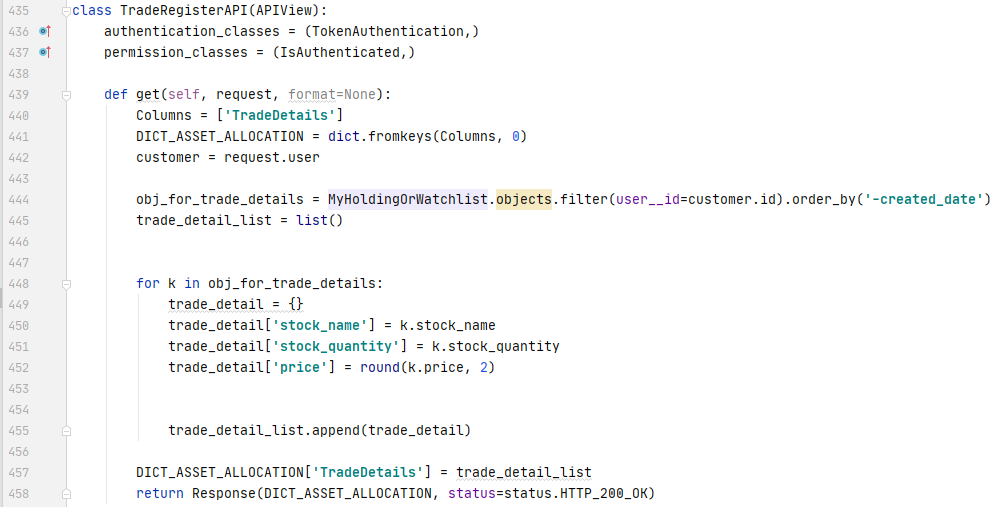 435 class TradeRegisterAPI(APIView):
436     authentication_classes = (TokenAuthentication,)
437     permission_classes = (IsAuthenticated,)
438
439     def get(self, request, format=None):
440         Columns = ['TradeDetails']
441         DICT_ASSET_ALLOCATION = dict.fromkeys(Columns, 0)
442         customer = request.user
443
444         obj_for_trade_details = MyHoldingOrWatchlist.objects.filter(user__id=customer.id).order_by('-created_date')
445         trade_detail_list = list()
446
447
448         for k in obj_for_trade_details:
449             trade_detail = {}
450             trade_detail['stock_name'] = k.stock_name
451             trade_detail['stock_quantity'] = k.stock_quantity
452             trade_detail['price'] = round(k.price, 2)
453
454
455             trade_detail_list.append(trade_detail)
456
457         DICT_ASSET_ALLOCATION['TradeDetails'] = trade_detail_list
458         return Response(DICT_ASSET_ALLOCATION, status=status.HTTP_200_OK)